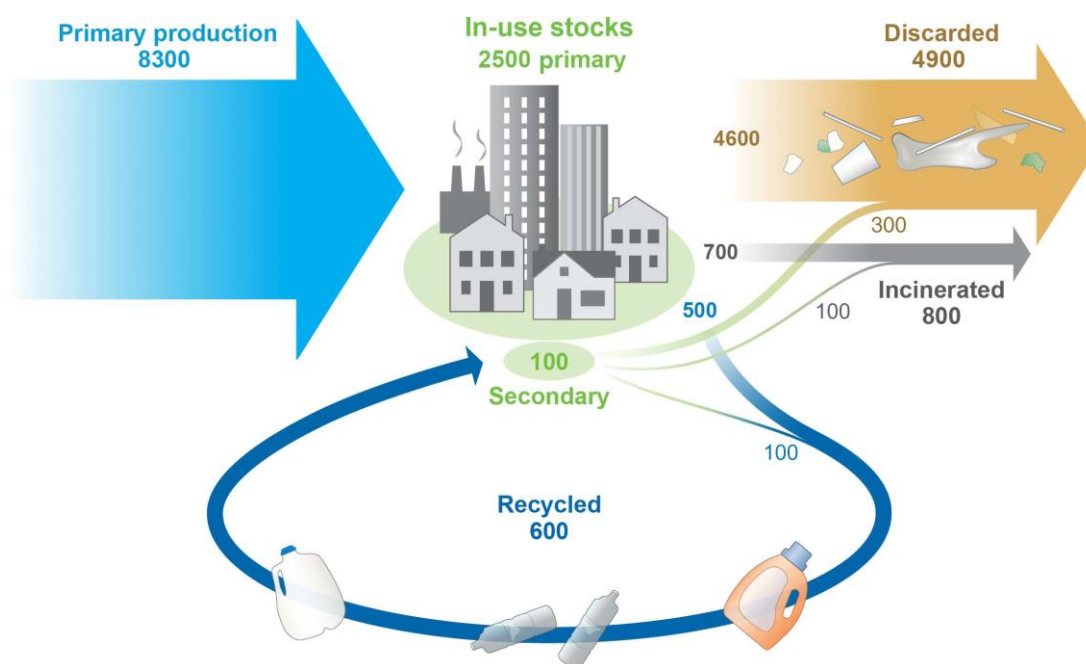 Primary production
8300
In-use stocks
2500 primary
Discarded
4900
4600
300
700
Incinerated
800
100
500
100
Secondary
100
Recycled
600